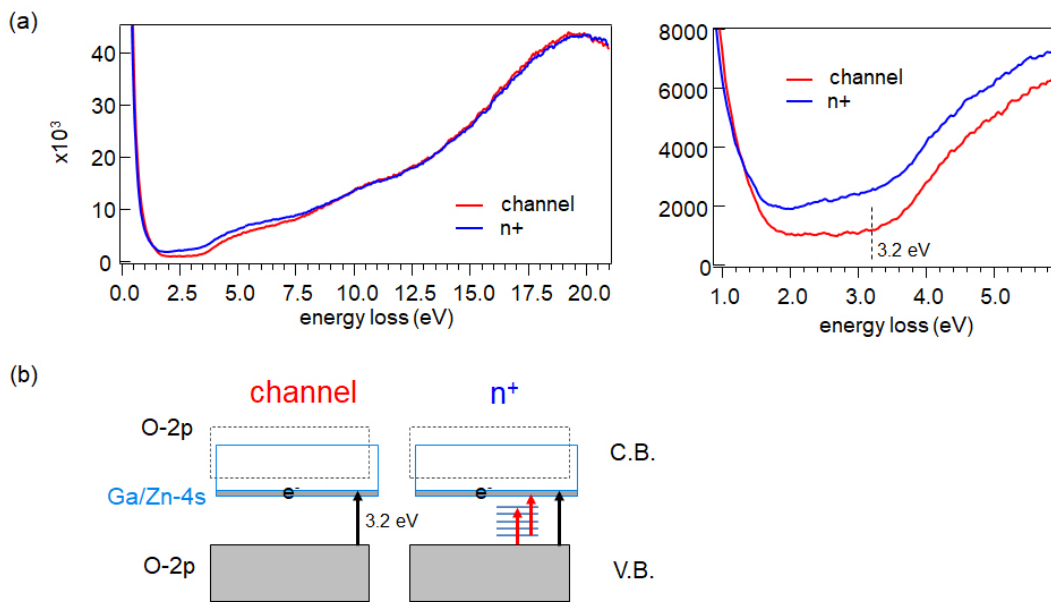 (a)
40
30
20
10
0
x10³
0.0 2.5 5.0 7.5 10.0 12.5 15.0 17.5 20.0
energy loss (eV)
channel
n+
8000
6000
4000
2000
0
1.0 2.0 3.0 4.0 5.0
energy loss (eV)
channel
n+
3.2 eV
(b)
channel
n⁺
O-2p
C.B.
Ga/Zn-4s
e⁻
e⁻
3.2 eV
O-2p
V.B.